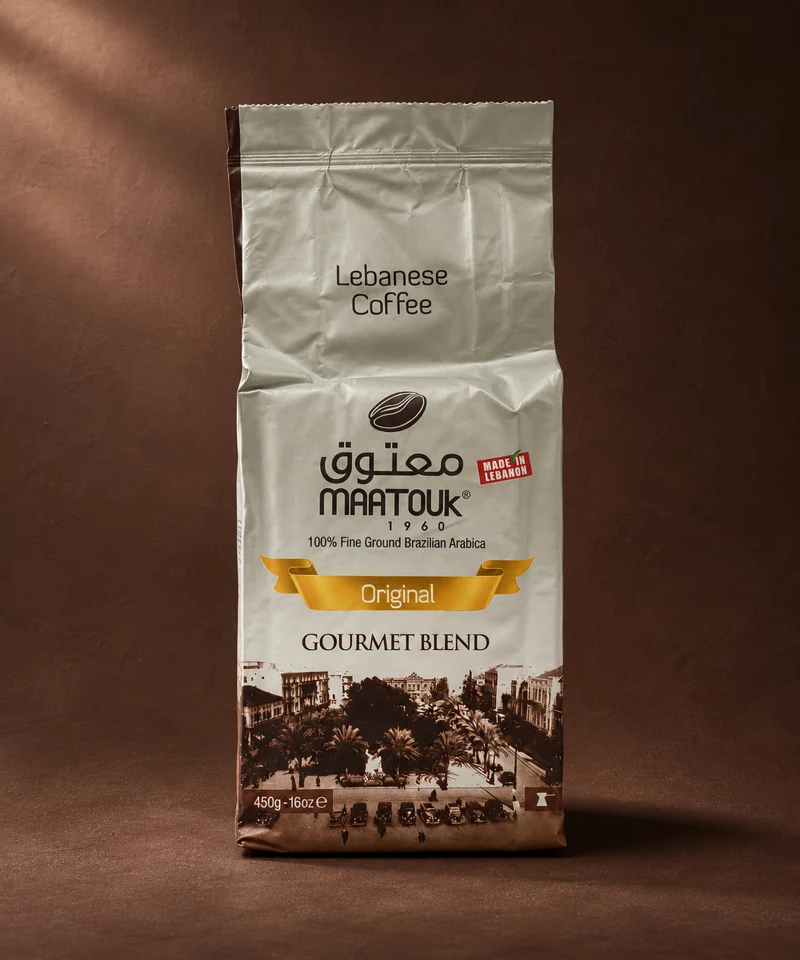 Lebanese
Coffee
معتوق
MAATOUK®
1960
MADE IN
LEBANON
100% Fine Ground Brazilian Arabica
Original
GOURMET BLEND
450g-16oz ℮